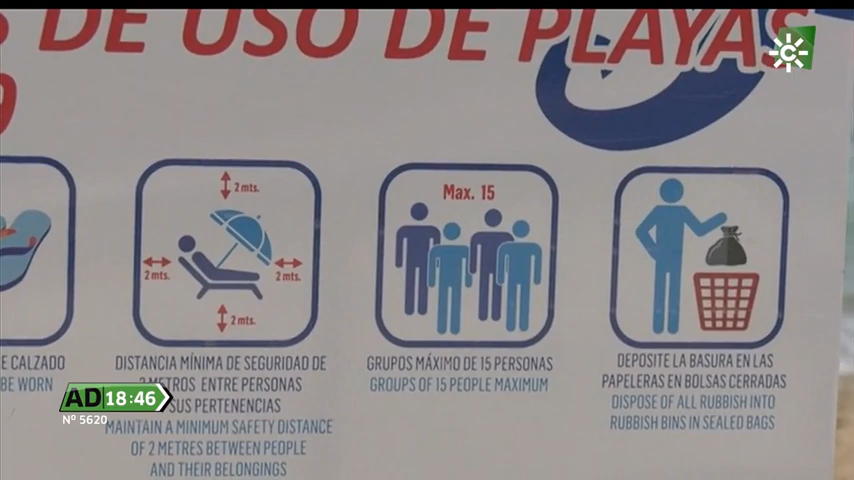 S DE USO DE PLAYAS
9
2 mts.
2 mts.
2 mts.
2 mts.
Max. 15
E CALZADO
BE WORN
DISTANCIA MÍNIMA DE SEGURIDAD DE
2 METROS ENTRE PERSONAS
SUS PERTENENCIAS
MAINTAIN A MINIMUM SAFETY DISTANCE
OF 2 METRES BETWEEN PEOPLE
AND THEIR BELONGINGS
GRUPOS MÁXIMO DE 15 PERSONAS
GROUPS OF 15 PEOPLE MAXIMUM
DEPOSITE LA BASURA EN LAS
PAPELERAS EN BOLSAS CERRADAS
DISPOSE OF ALL RUBBISH INTO
RUBBISH BINS IN SEALED BAGS
AD 18:46
Nº 5620